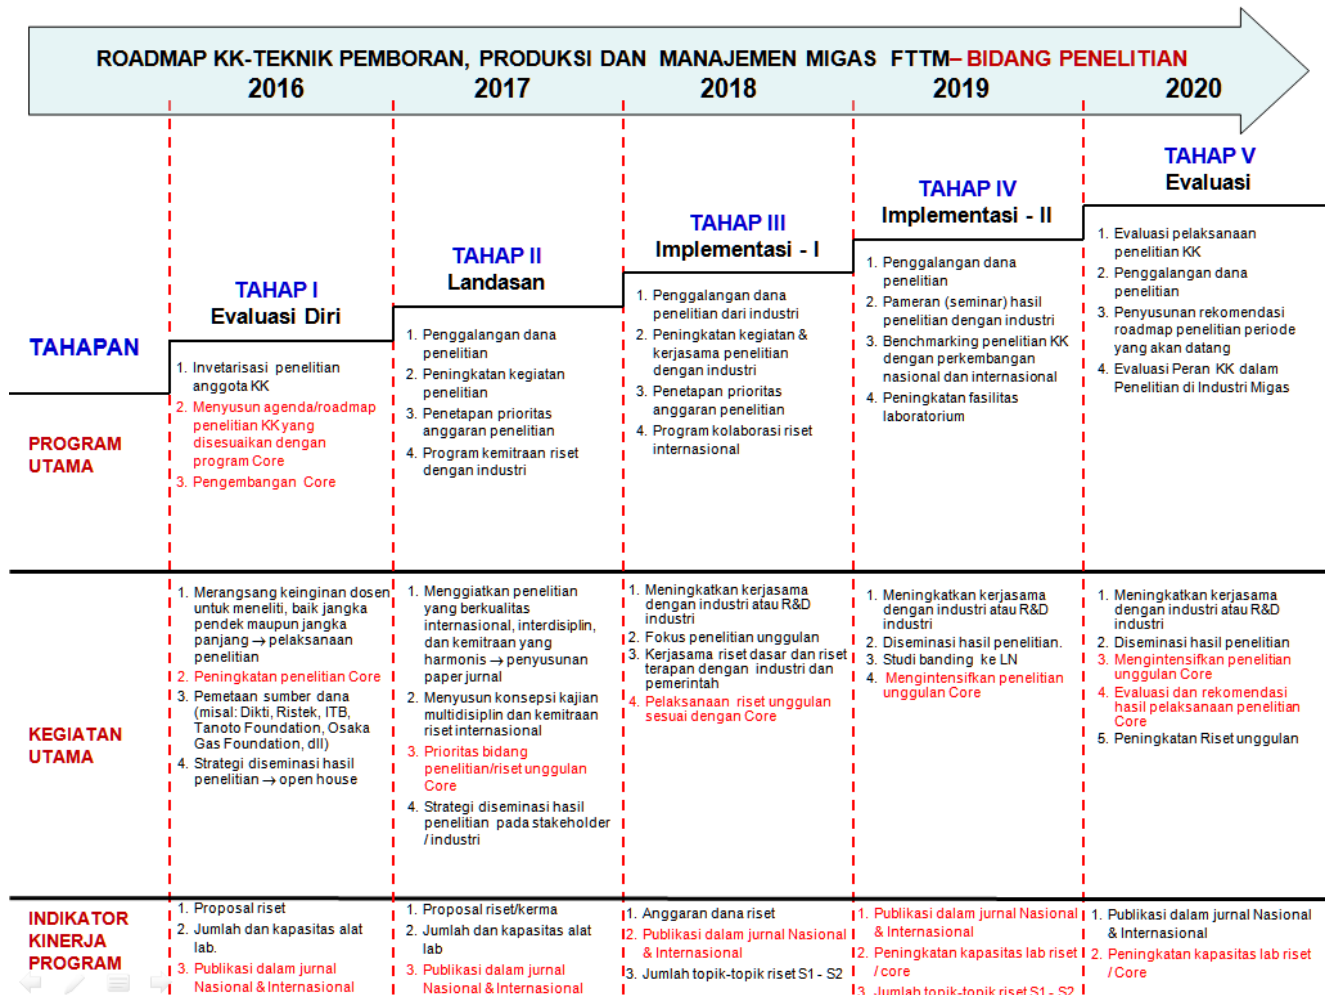 ROADMAP KK-TEKNIK PEMBORAN, PRODUKSI DAN MANAJEMEN MIGAS FTTM– BIDANG PENELITIAN
2016
2017
2018
2019
2020
TAHAPAN
TAHAP I
Evaluasi Diri
TAHAP II
Landasan
TAHAP III
Implementasi - I
TAHAP IV
Implementasi - II
TAHAP V
Evaluasi
PROGRAM
UTAMA
1. Invetarisasi penelitian
anggota KK
2. Menyusun agenda/roadmap
penelitian KK yang
disesuaikan dengan
program Core
3. Pengembangan Core
1. Penggalangan dana
penelitian
2. Peningkatan kegiatan
penelitian
3. Penetapan prioritas
anggaran penelitian
4. Program kemitraan riset
dengan industri
1. Penggalangan dana
penelitian dari industri
2. Peningkatan kegiatan &
kerjasama penelitian
dengan industri
3. Penetapan prioritas
anggaran penelitian
4. Program kolaborasi riset
internasional
1. Penggalangan dana
penelitian
2. Pameran (seminar) hasil
penelitian dengan industri
3. Benchmarking penelitian KK
dengan perkembangan
nasional dan internasional
4. Peningkatan fasilitas
laboratorium
1. Evaluasi pelaksanaan
penelitian KK
2. Penggalangan dana
penelitian
3. Penyusunan rekomendasi
roadmap penelitian periode
yang akan datang
4. Evaluasi Peran KK dalam
Penelitian di Industri Migas
KEGIATAN
UTAMA
1. Merangsang keinginan dosen
untuk meneliti, baik jangka
pendek maupun jangka
panjang → pelaksanaan
penelitian
2. Peningkatan penelitian Core
3. Pemetaan sumber dana
(misal: Dikti, Ristek, ITB,
Tanoto Foundation, Osaka
Gas Foundation, dll)
4. Strategi diseminasi hasil
penelitian → open house
1. Menggiatkan penelitian
yang berkualitas
internasional, interdisiplin,
dan kemitraan yang
harmonis → penyusunan
paper jurnal
2. Menyusun konsepsi kajian
multidisiplin dan kemitraan
riset internasional
3. Prioritas bidang
penelitian/riset unggulan
Core
4. Strategi diseminasi hasil
penelitian pada stakeholder
/ industri
1. Meningkatkan kerjasama
dengan industri atau R&D
industri
2. Fokus penelitian unggulan
3. Kerjasama riset dasar dan riset
terapan dengan industri dan
pemerintah
4. Pelaksanaan riset unggulan
sesuai dengan Core
1. Meningkatkan kerjasama
dengan industri atau R&D
industri
2. Diseminasi hasil penelitian.
3. Studi banding ke LN
4. Mengintensifkan penelitian
unggulan Core
1. Meningkatkan kerjasama
dengan industri atau R&D
industri
2. Diseminasi hasil penelitian
3. Mengintensifkan penelitian
unggulan Core
4. Evaluasi dan rekomendasi
hasil pelaksanaan penelitian
Core
5. Peningkatan Riset unggulan
INDIKATOR
KINERJA
PROGRAM
1. Proposal riset
2. Jumlah dan kapasitas alat
lab.
3. Publikasi dalam jurnal
Nasional & Internasional
1. Proposal riset/kerma
2. Jumlah dan kapasitas alat
lab
3. Publikasi dalam jurnal
Nasional & Internasional
1. Anggaran dana riset
2. Publikasi dalam jurnal Nasional
& Internasional
3. Jumlah topik-topik riset S1 - S2
1. Publikasi dalam jurnal Nasional
& Internasional
2. Peningkatan kapasitas lab riset
/ core
3. Jumlah topik-topik riset S1 - S2
1. Publikasi dalam jurnal Nasional
& Internasional
2. Peningkatan kapasitas lab riset
/ Core